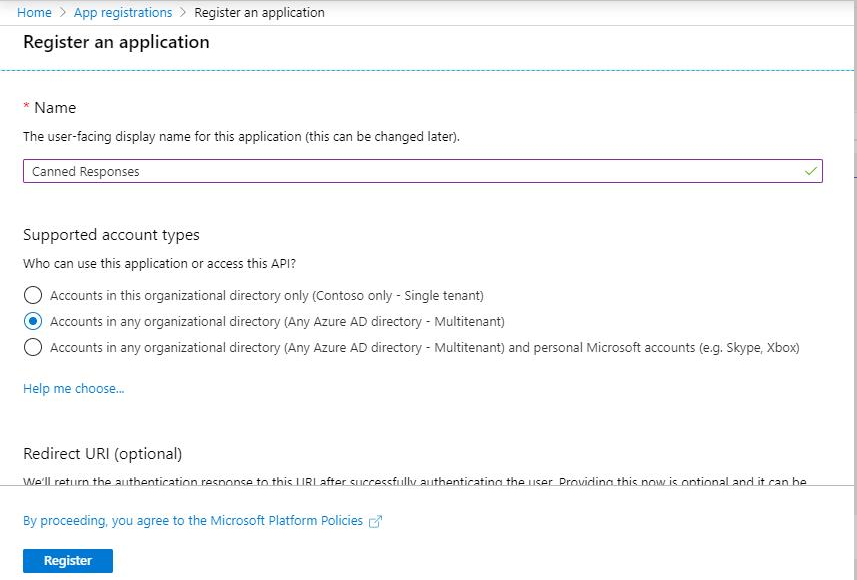 Home > App registrations > Register an application
Register an application
* Name
The user-facing display name for this application (this can be changed later).
Canned Responses
Supported account types
Who can use this application or access this API?
Accounts in this organizational directory only (Contoso only - Single tenant)
Accounts in any organizational directory (Any Azure AD directory - Multitenant)
Accounts in any organizational directory (Any Azure AD directory - Multitenant) and personal Microsoft accounts (e.g. Skype, Xbox)
Help me choose...
Redirect URI (optional)
We'll return the authentication response to this URI after successfully authenticating the user. Providing this now is optional and it can be
By proceeding, you agree to the Microsoft Platform Policies
Register